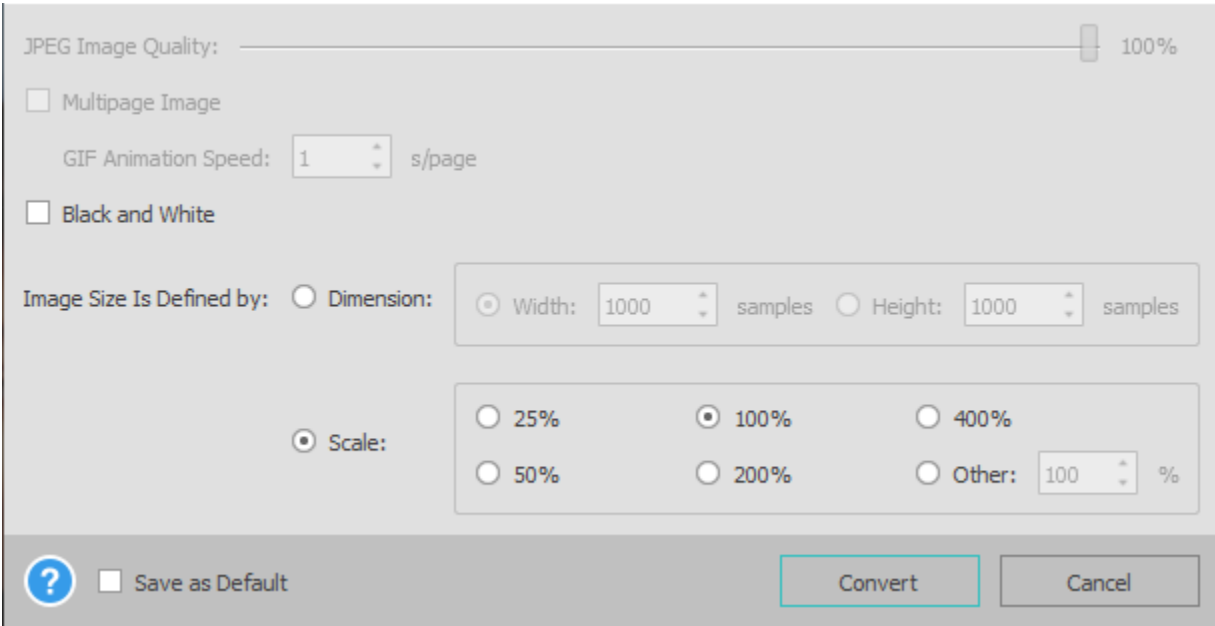 JPEG Image Quality: 100%
Multipage Image
GIF Animation Speed: 1 s/page
Black and White
Image Size Is Defined by: Dimension: Width: 1000 samples Height: 1000 samples
25% 100% 400%
Scale:
50% 200% Other: 100 %
? Save as Default Convert Cancel